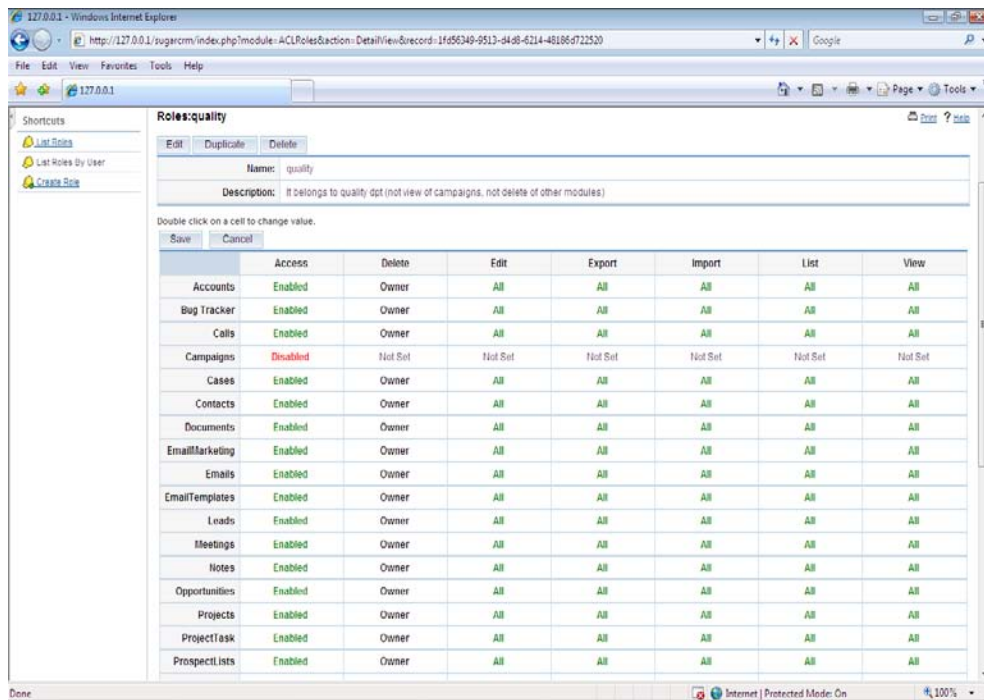 127.0.0.1 - Windows Internet Explorer
http://127.0.0.1/sugarcrm/index.php?module=ACLRoles&action=DetailView&record=1fd56349-9513-d4d8-6214-48186d722520
Google
File Edit View Favorites Tools Help
127.0.0.1
Page Tools
Shortcuts
List Roles
List Roles By User
Create Role
Roles:quality
Print ? Help
Edit Duplicate Delete
Name: quality
Description: It belongs to quality dpt (not view of campaigns, not delete of other modules)
Double click on a cell to change value.
Save Cancel
Access Delete Edit Export Import List View
Accounts Enabled Owner All All All All All
Bug Tracker Enabled Owner All All All All All
Calls Enabled Owner All All All All All
Campaigns Disabled Not Set Not Set Not Set Not Set Not Set Not Set
Cases Enabled Owner All All All All All
Contacts Enabled Owner All All All All All
Documents Enabled Owner All All All All All
EmailMarketing Enabled Owner All All All All All
Emails Enabled Owner All All All All All
EmailTemplates Enabled Owner All All All All All
Leads Enabled Owner All All All All All
Meetings Enabled Owner All All All All All
Notes Enabled Owner All All All All All
Opportunities Enabled Owner All All All All All
Projects Enabled Owner All All All All All
ProjectTask Enabled Owner All All All All All
ProspectLists Enabled Owner All All All All All
Done
Internet | Protected Mode: On
100%